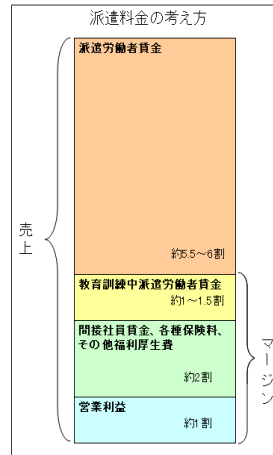 派遣料金の考え方
派遣労働者賃金
約5.5～6割
売上
教育訓練中派遣労働者賃金
約1～1.5割
間接社員賃金、各種保険料、
その他福利厚生費
約2割
営業利益
約1割
マージン